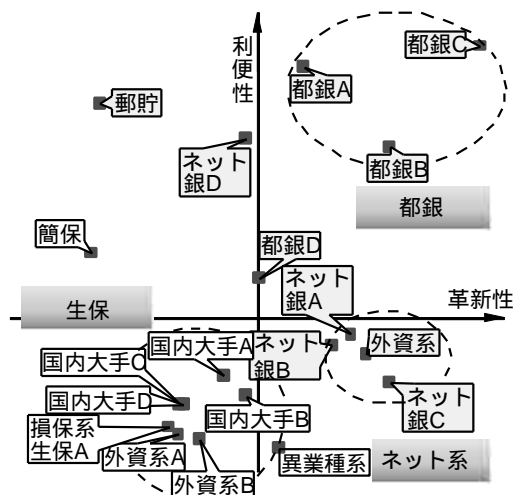 利
便
性
都銀C
都銀A
郵貯
ネット
銀D
都銀B
都銀
簡保
都銀D
ネット
銀A
革新性
生保
国内大手A
ネット
銀B
外資系
国内大手C
国内大手D
国内大手B
ネット
銀C
損保系
生保A
外資系A
外資系B
異業種系
ネット系